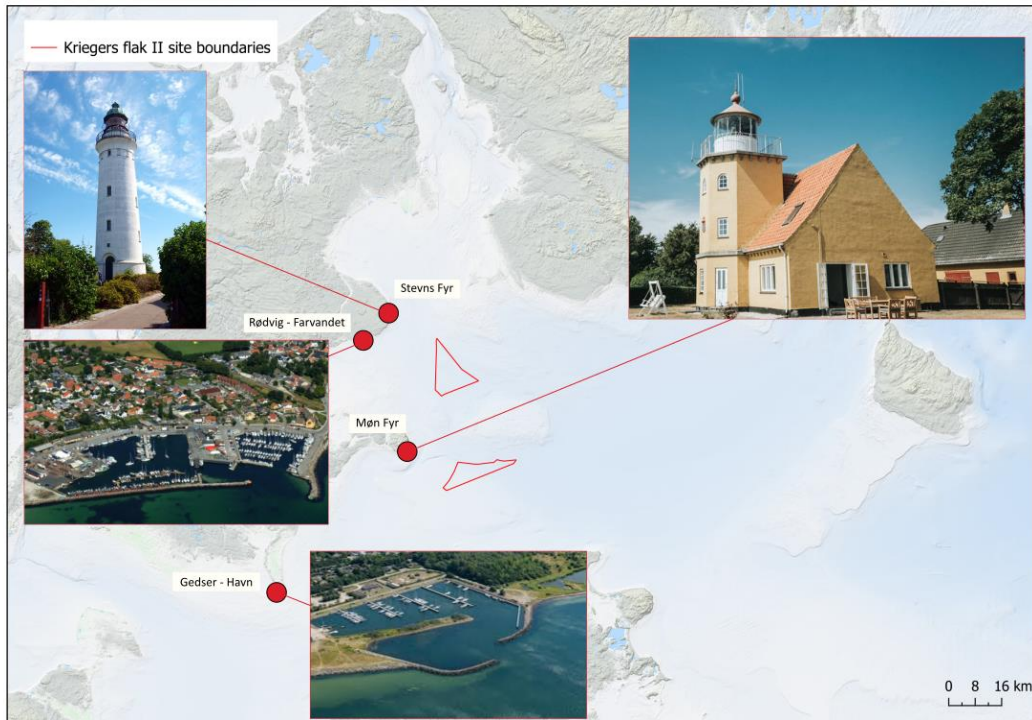 Kriegers flak II site boundaries
Stevns Fyr
Rødvig - Farvandet
Møn Fyr
Gedser - Havn
0 8 16 km